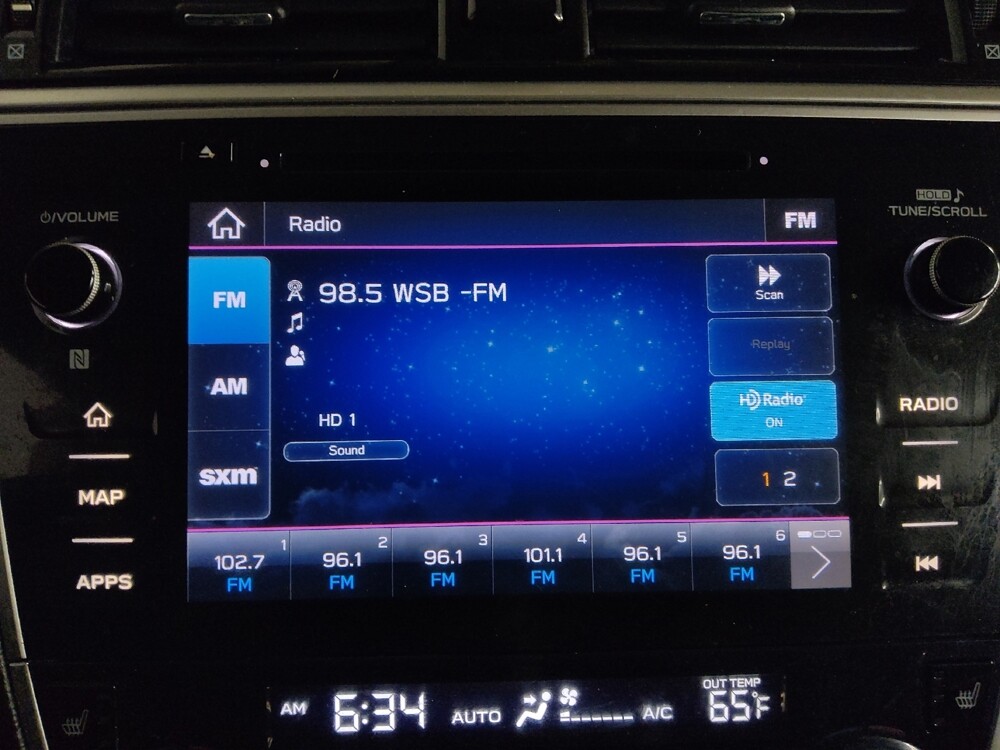 ⏻/VOLUME
HOLD ♪
TUNE/SCROLL
Radio
FM
FM
98.5 WSB -FM
Scan
Replay
AM
HD Radio
ON
RADIO
HD 1
Sound
sxm
1 2
MAP
102.7 1
FM
96.1 2
FM
96.1 3
FM
101.1 4
FM
96.1 5
FM
96.1 6
FM
APPS
AM 6:34 AUTO A/C
OUT TEMP
65°F